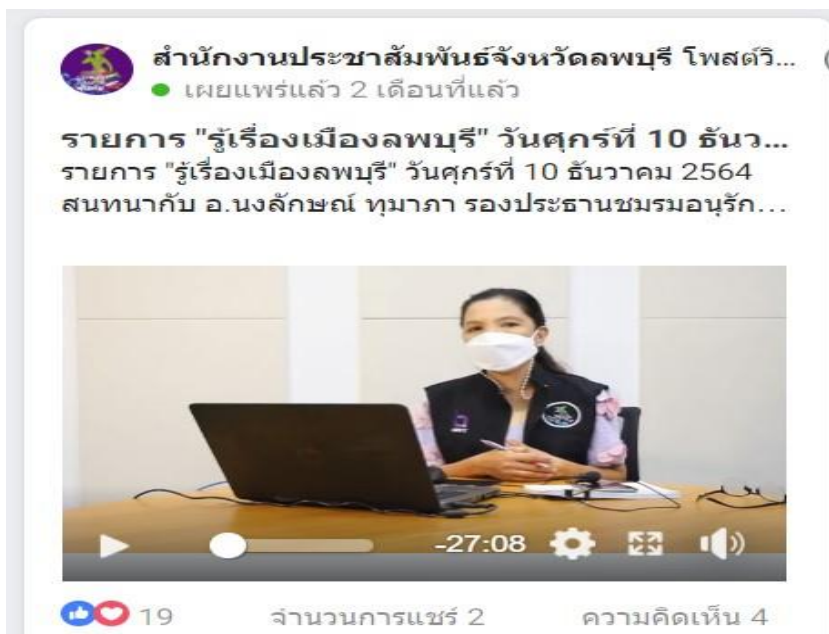 สำนักงานประชาสัมพันธ์จังหวัดลพบุรี โพสต์วิ...
เผยแพร่แล้ว 2 เดือนที่แล้ว
รายการ "รู้เรื่องเมืองลพบุรี" วันศุกร์ที่ 10 ธันว...
รายการ "รู้เรื่องเมืองลพบุรี" วันศุกร์ที่ 10 ธันวาคม 2564
สนทนากับ อ.นงลักษณ์ ทุมาภา รองประธานชมรมอนุรัก...
-27:08
19 จำนวนการแชร์ 2 ความคิดเห็น 4